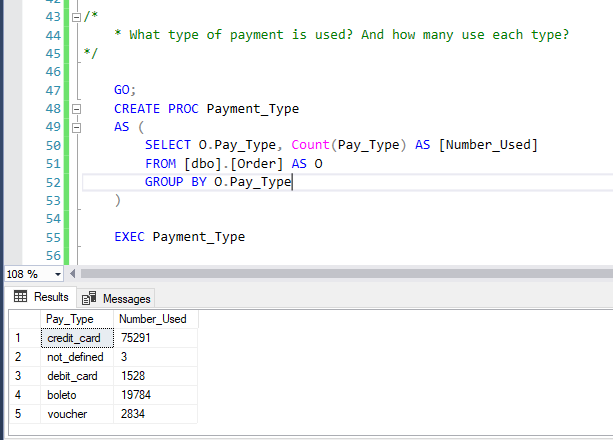 42
43 /*
44 * What type of payment is used? And how many use each type?
45 */
46
47 GO;
48 CREATE PROC Payment_Type
49 AS (
50 SELECT O.Pay_Type, Count(Pay_Type) AS [Number_Used]
51 FROM [dbo].[Order] AS O
52 GROUP BY O.Pay_Type
53 )
54
55 EXEC Payment_Type
56
108 %
Results Messages
Pay_Type Number_Used
1 credit_card 75291
2 not_defined 3
3 debit_card 1528
4 boleto 19784
5 voucher 2834